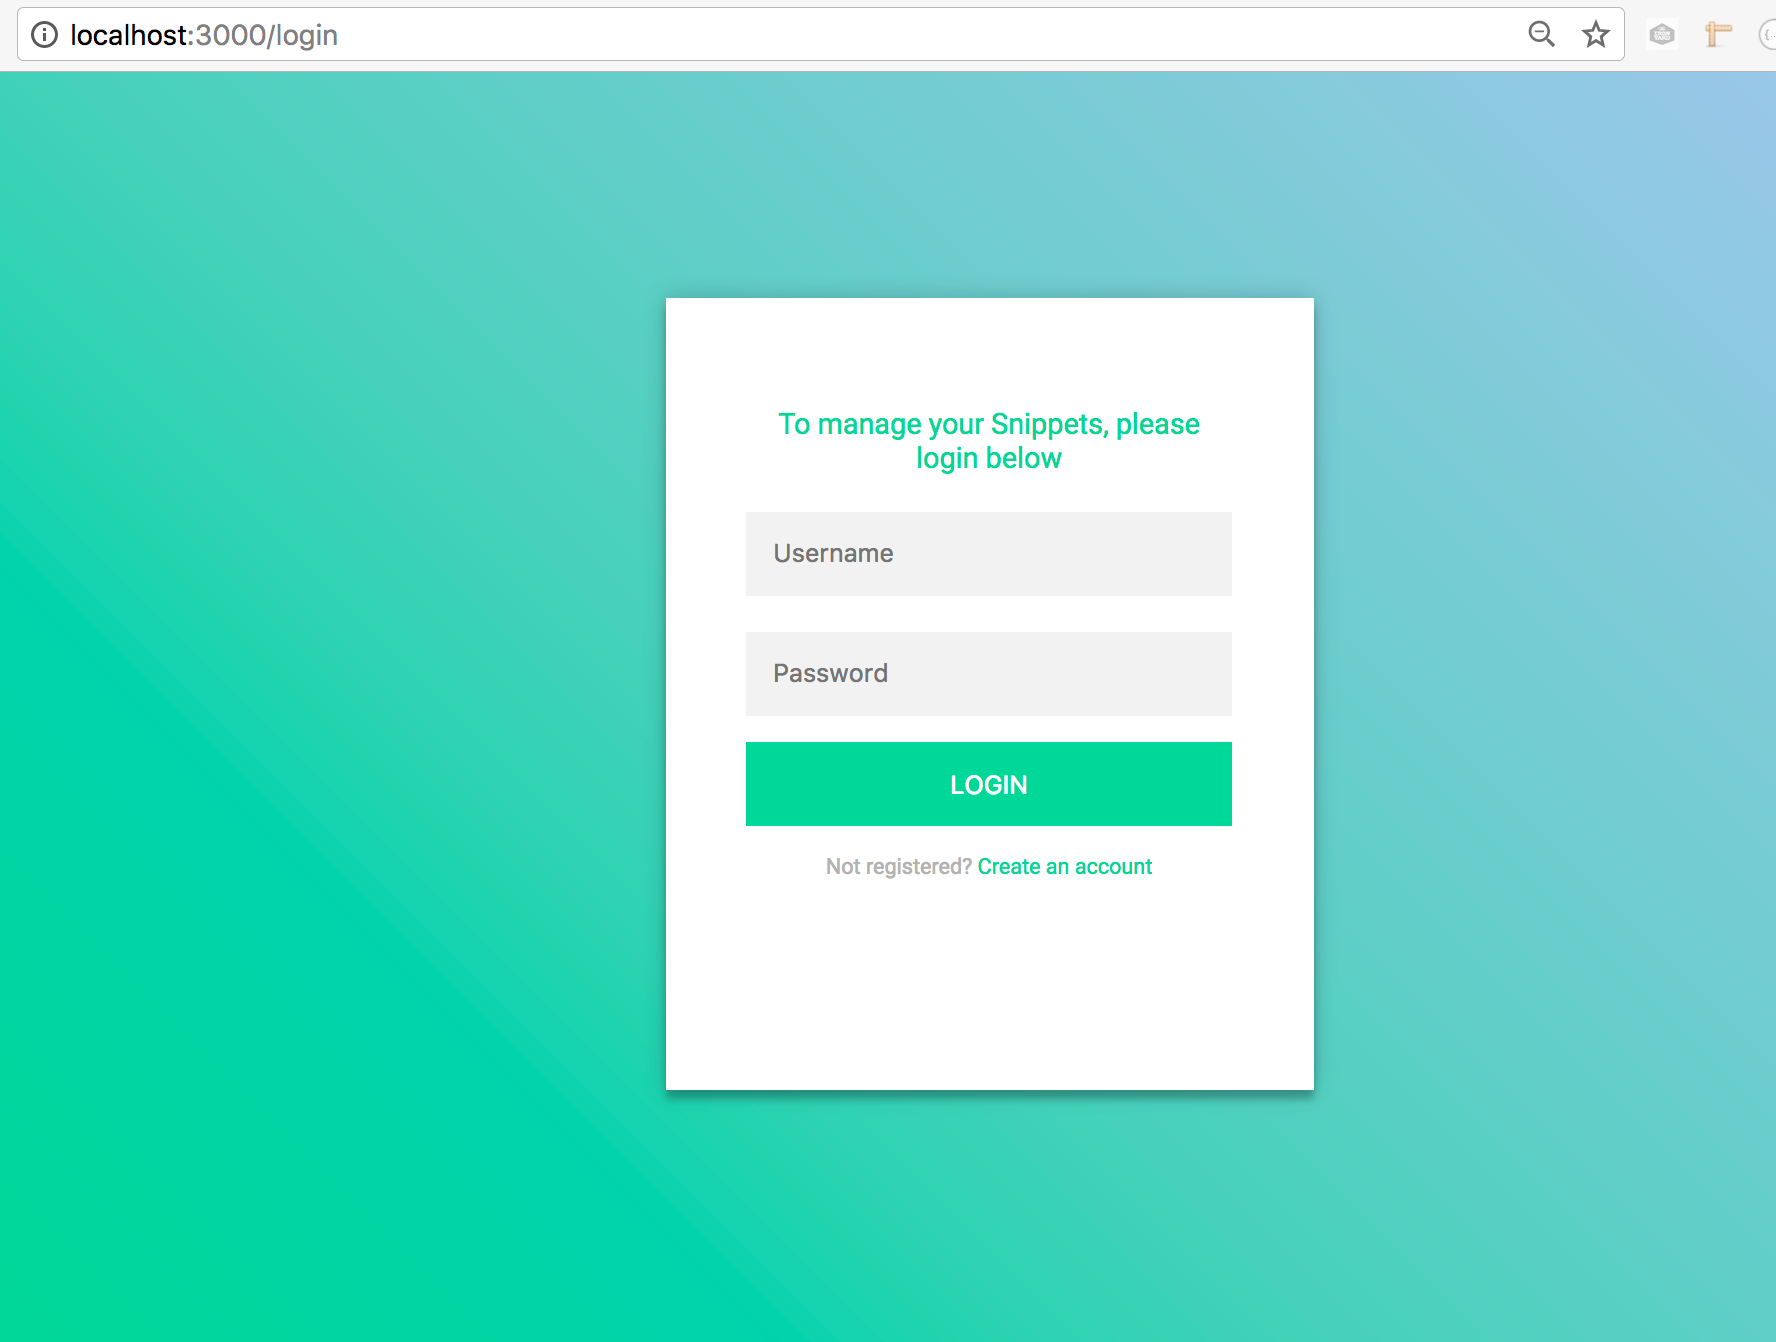 localhost:3000/login
To manage your Snippets, please
login below
Username
Password
LOGIN
Not registered? Create an account